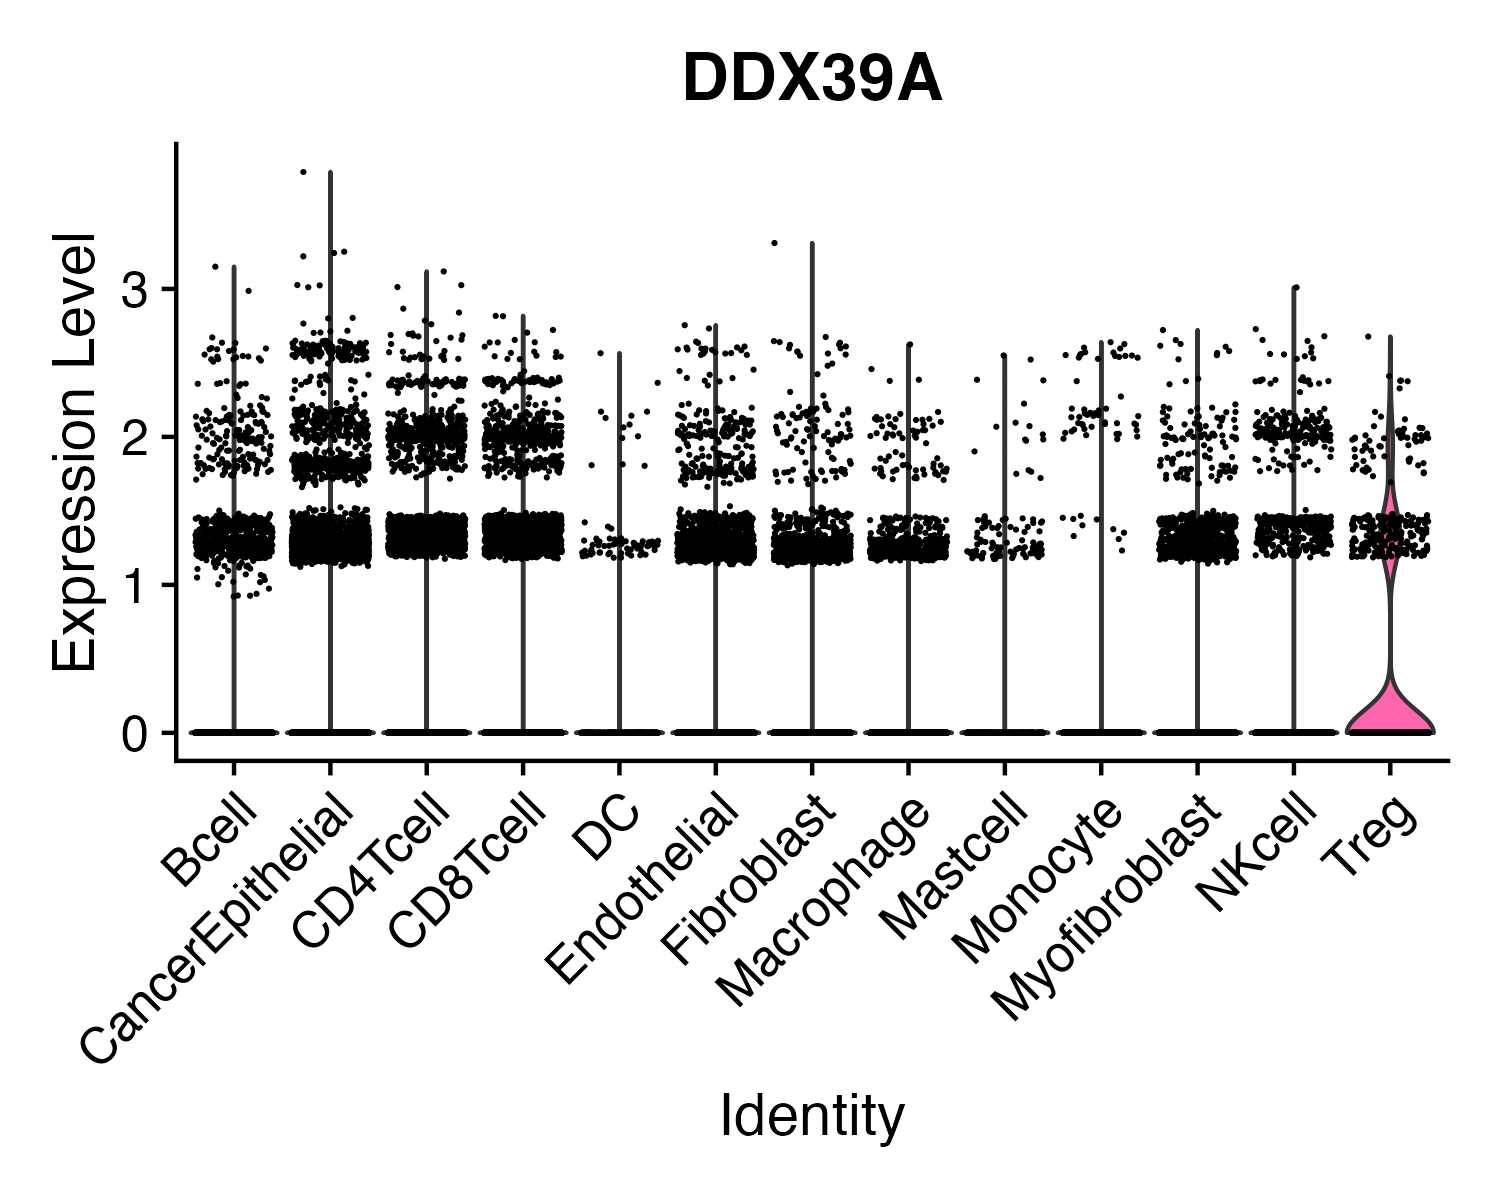 DDX39A
Expression Level
3
2
1
0
Bcell
CancerEpithelial
CD4Tcell
CD8Tcell
DC
Endothelial
Fibroblast
Macrophage
Mastcell
Monocyte
Myofibroblast
NKcell
Treg
Identity